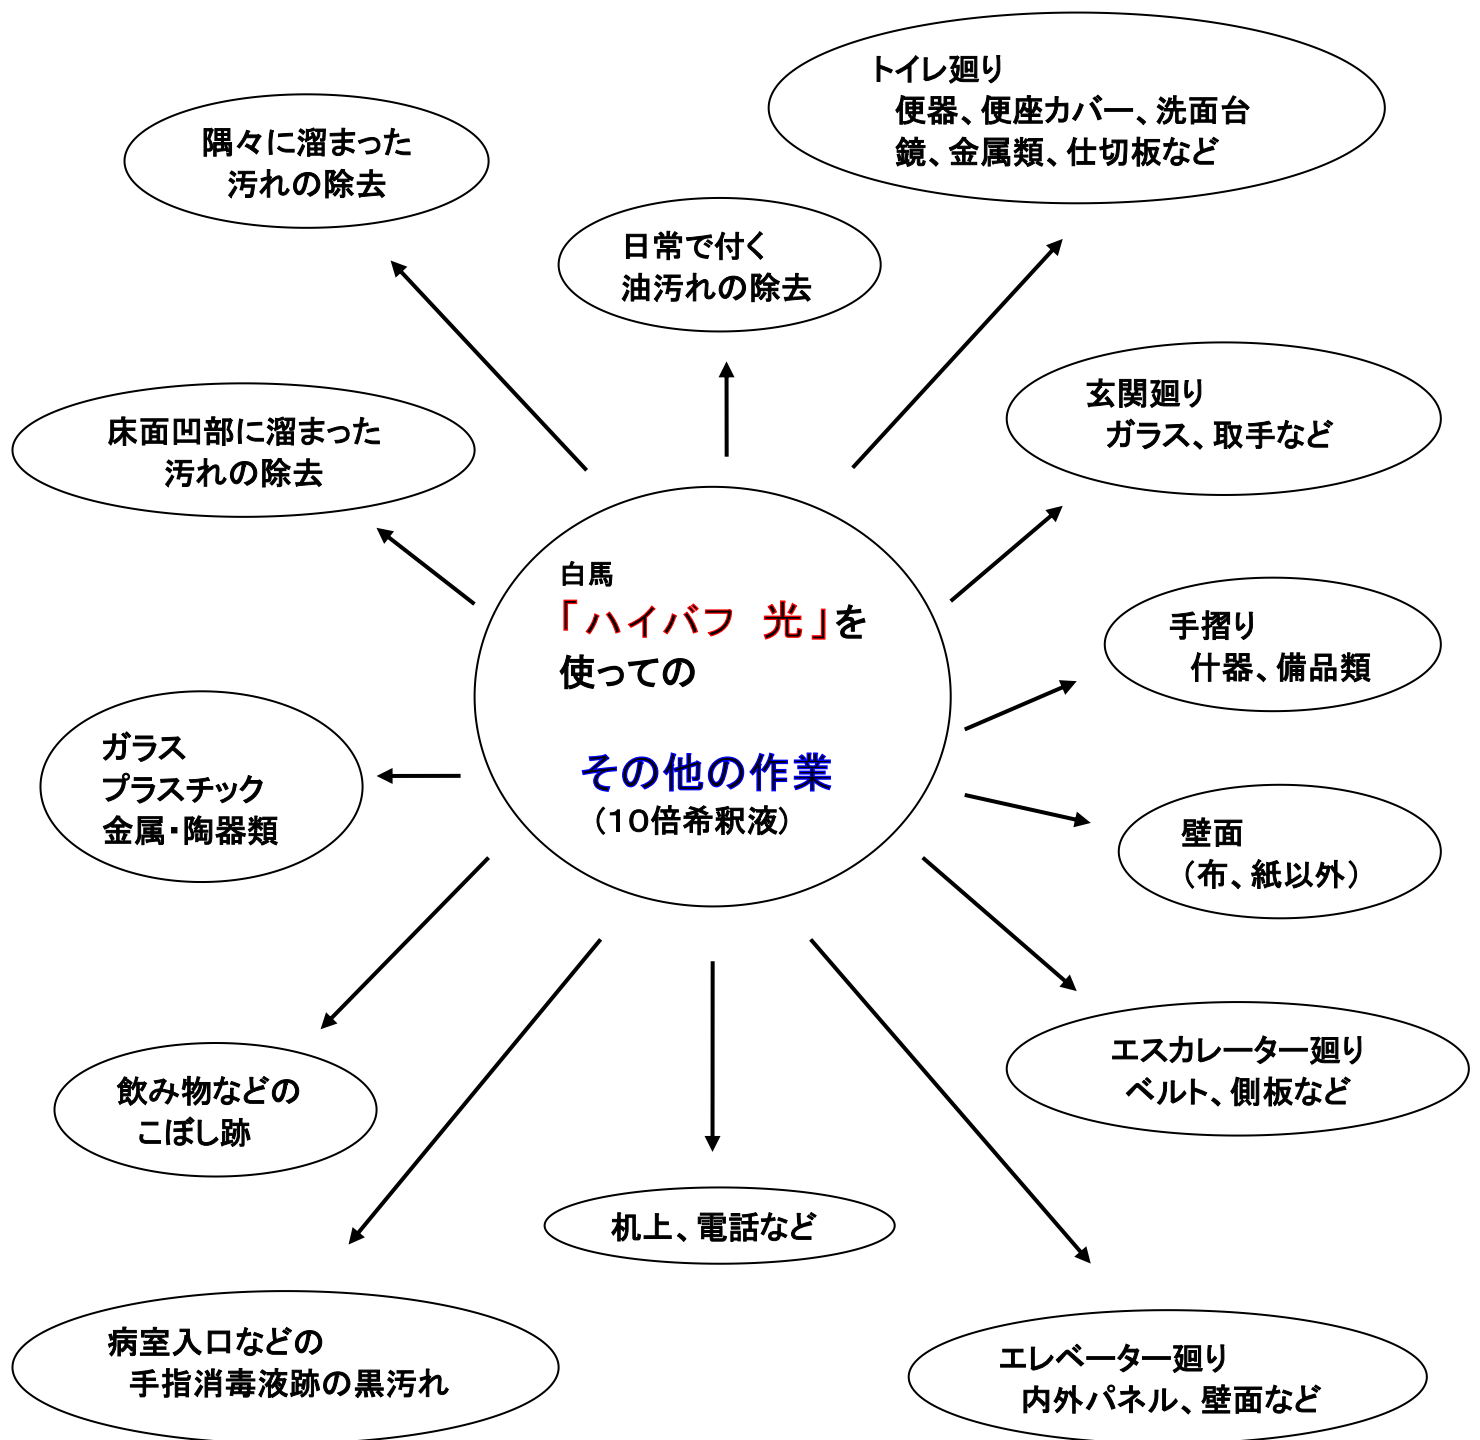 トイレ廻り
便器、便座カバー、洗面台
鏡、金属類、仕切板など
隅々に溜まった
汚れの除去
日常で付く
油汚れの除去
玄関廻り
ガラス、取手など
床面凹部に溜まった
汚れの除去
白馬
「ハイバフ　光」を
使っての
その他の作業
（１０倍希釈液）
手摺り
什器、備品類
ガラス
プラスチック
金属・陶器類
壁面
（布、紙以外）
エスカレーター廻り
ベルト、側板など
飲み物などの
こぼし跡
机上、電話など
病室入口などの
手指消毒液跡の黒汚れ
エレベーター廻り
内外パネル、壁面など